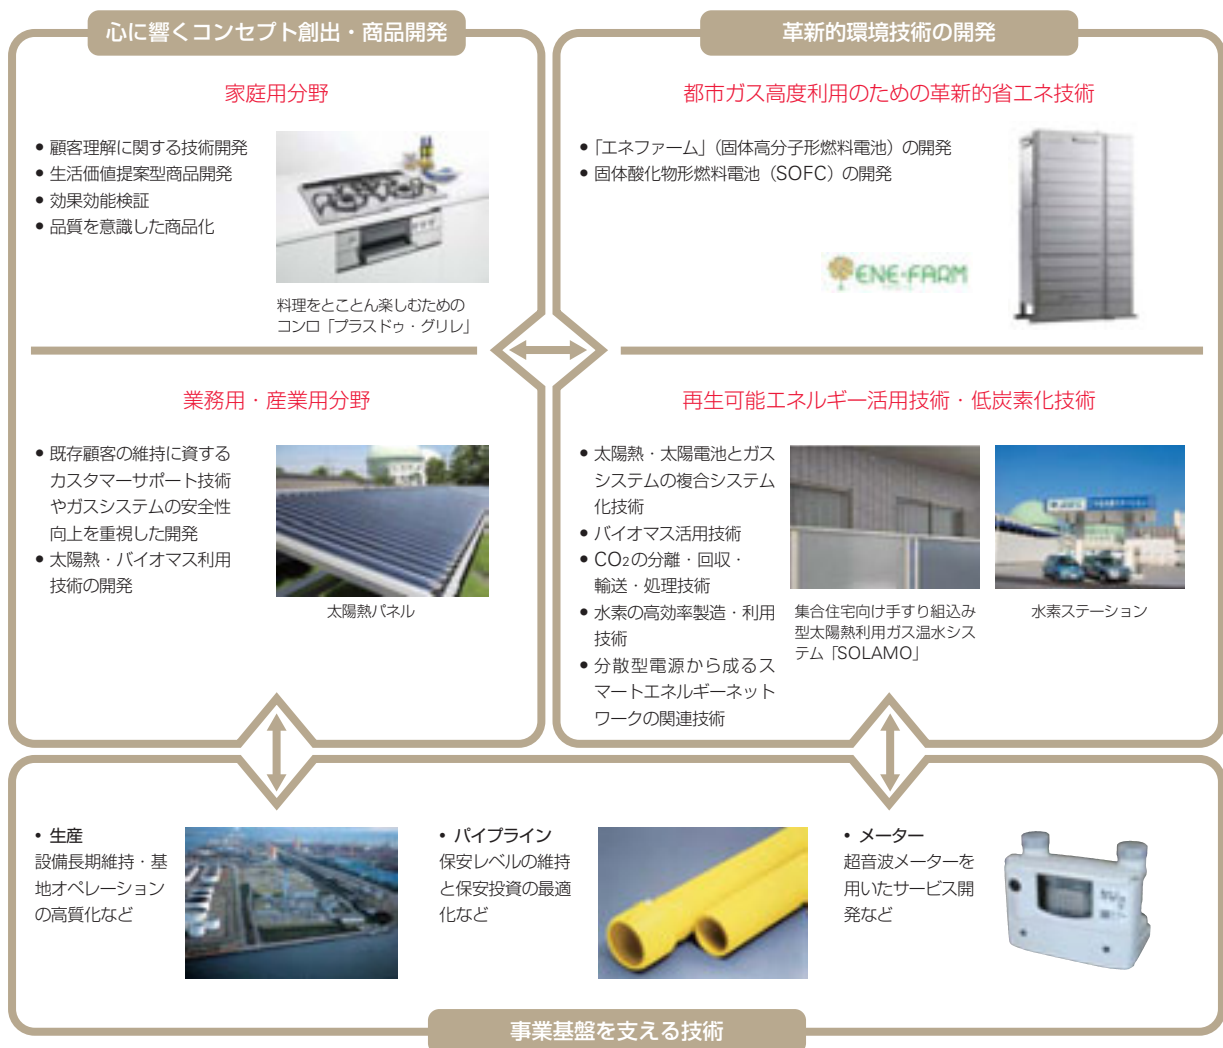 心に響くコンセプト創出・商品開発
家庭用分野
• 顧客理解に関する技術開発
• 生活価値提案型商品開発
• 効果効能検証
• 品質を意識した商品化
料理をとことん楽しむための
コンロ「プラスドゥ・グリレ」
業務用・産業用分野
• 既存顧客の維持に資する
カスタマーサポート技術
やガスシステムの安全性
向上を重視した開発
• 太陽熱・バイオマス利用
技術の開発
太陽熱パネル
革新的環境技術の開発
都市ガス高度利用のための革新的省エネ技術
• 「エネファーム」（固体高分子形燃料電池）の開発
• 固体酸化物形燃料電池（SOFC）の開発
ENE-FARM
再生可能エネルギー活用技術・低炭素化技術
• 太陽熱・太陽電池とガス
システムの複合システム
化技術
• バイオマス活用技術
• CO₂の分離・回収・
輸送・処理技術
• 水素の高効率製造・利用
技術
• 分散型電源から成るス
マートエネルギーネット
ワークの関連技術
集合住宅向け手すり組込み
型太陽熱利用ガス温水シス
テム「SOLAMO」
水素ステーション
• 生産
設備長期維持・基
地オペレーション
の高質化など
• パイプライン
保安レベルの維持
と保安投資の最適
化など
• メーター
超音波メーターを
用いたサービス開
発など
事業基盤を支える技術